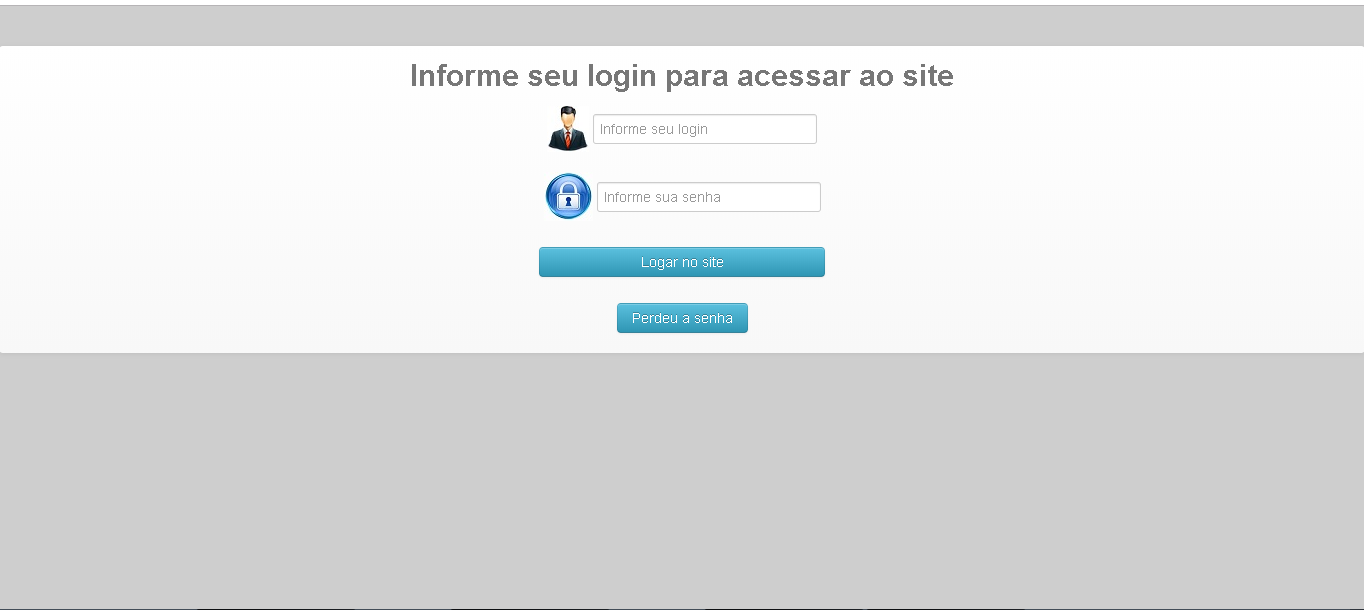 Informe seu login para acessar ao site
Informe seu login
Informe sua senha
Logar no site
Perdeu a senha